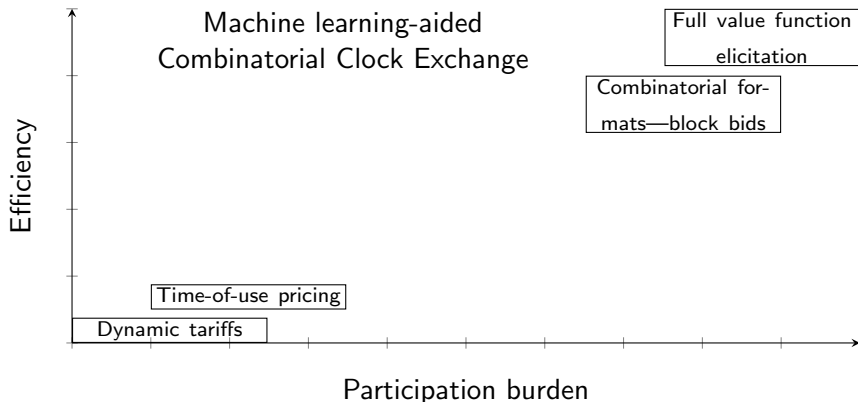 Machine learning-aided
Combinatorial Clock Exchange
Full value function
elicitation
Combinatorial for-
mats—block bids
Efficiency
Time-of-use pricing
Dynamic tariffs
Participation burden